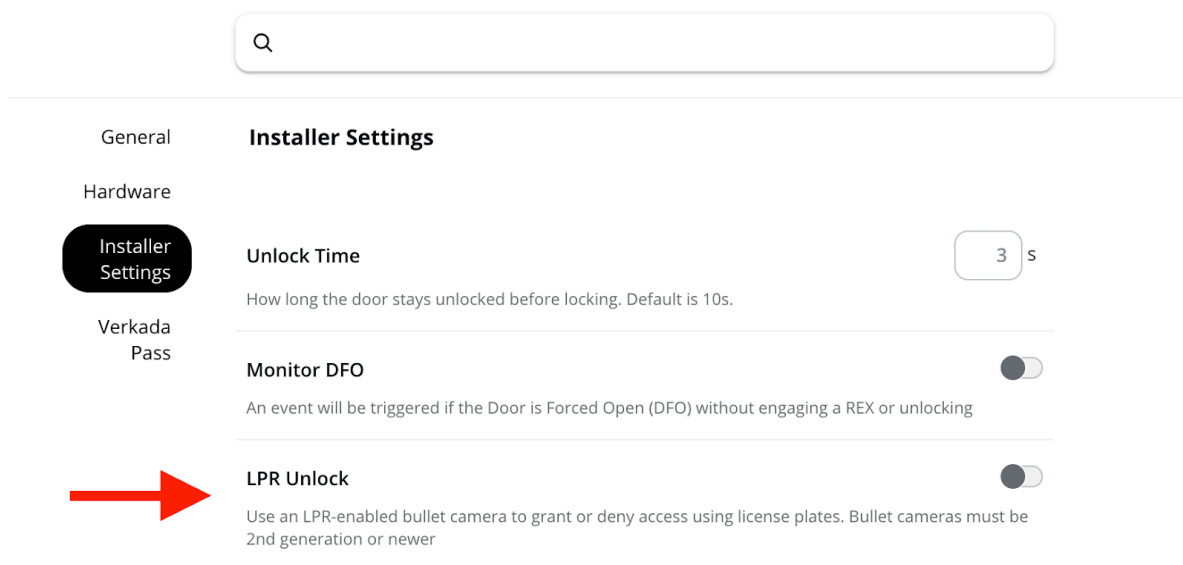 General
Hardware
Installer
Settings
Verkada
Pass
Installer Settings
Unlock Time
3 s
How long the door stays unlocked before locking. Default is 10s.
Monitor DFO
An event will be triggered if the Door is Forced Open (DFO) without engaging a REX or unlocking
LPR Unlock
Use an LPR-enabled bullet camera to grant or deny access using license plates. Bullet cameras must be
2nd generation or newer